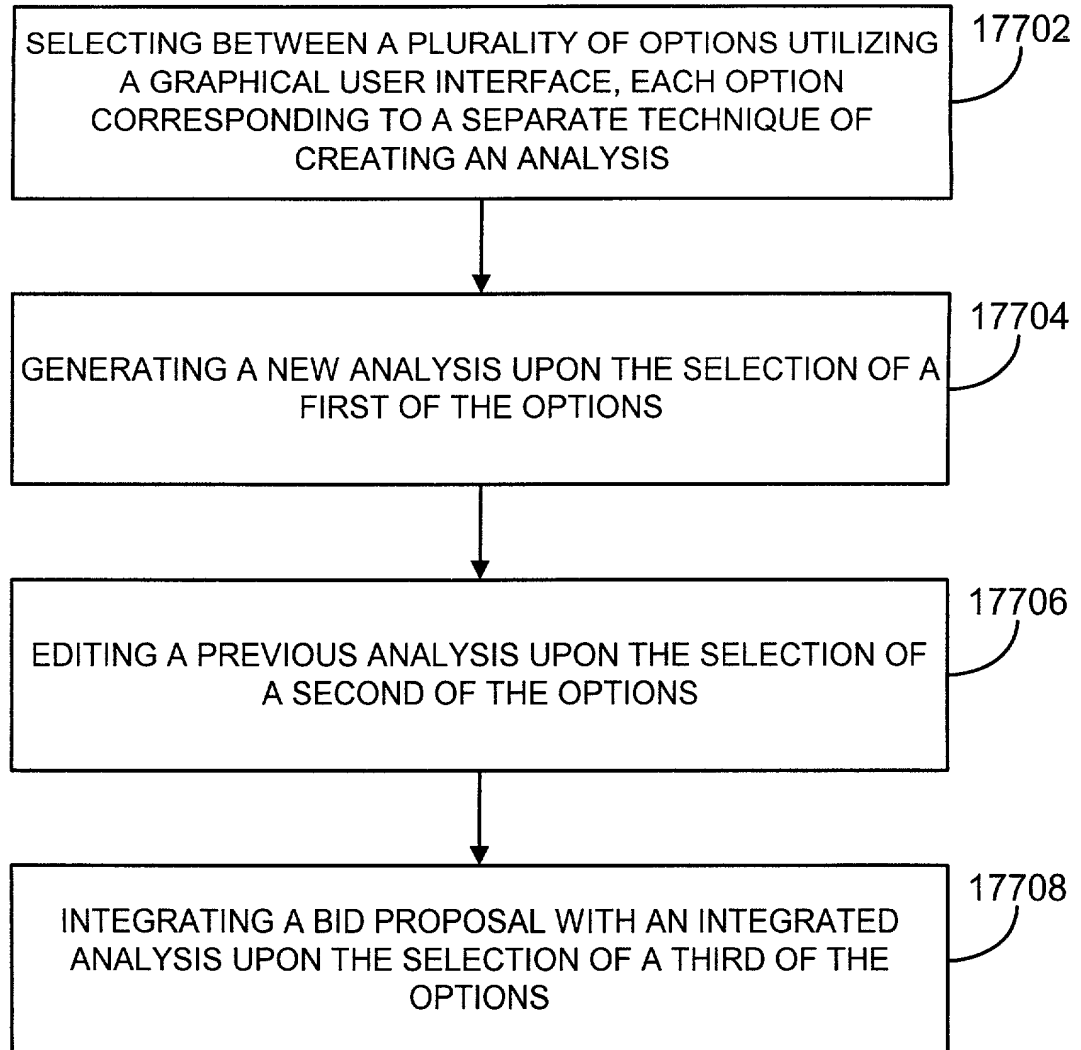 SELECTING BETWEEN A PLURALITY OF OPTIONS UTILIZING
A GRAPHICAL USER INTERFACE, EACH OPTION
CORRESPONDING TO A SEPARATE TECHNIQUE OF
CREATING AN ANALYSIS
17702
GENERATING A NEW ANALYSIS UPON THE SELECTION OF A
FIRST OF THE OPTIONS
17704
EDITING A PREVIOUS ANALYSIS UPON THE SELECTION OF
A SECOND OF THE OPTIONS
17706
INTEGRATING A BID PROPOSAL WITH AN INTEGRATED
ANALYSIS UPON THE SELECTION OF A THIRD OF THE
OPTIONS
17708